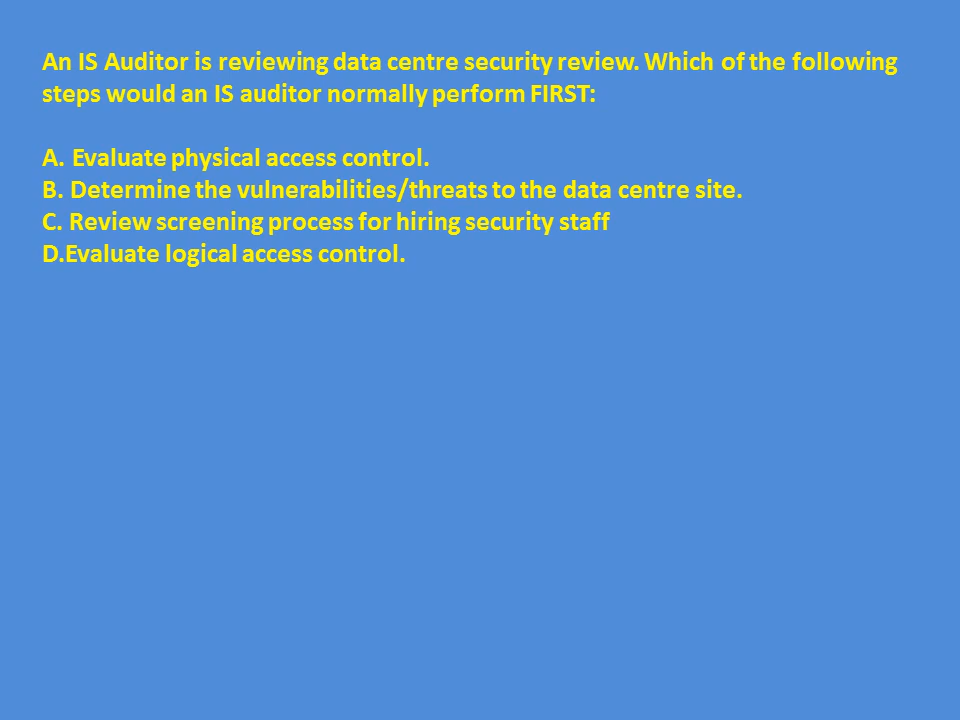 An IS Auditor is reviewing data centre security review. Which of the following
steps would an IS auditor normally perform FIRST:
A. Evaluate physical access control.
B. Determine the vulnerabilities/threats to the data centre site.
C. Review screening process for hiring security staff
D.Evaluate logical access control.